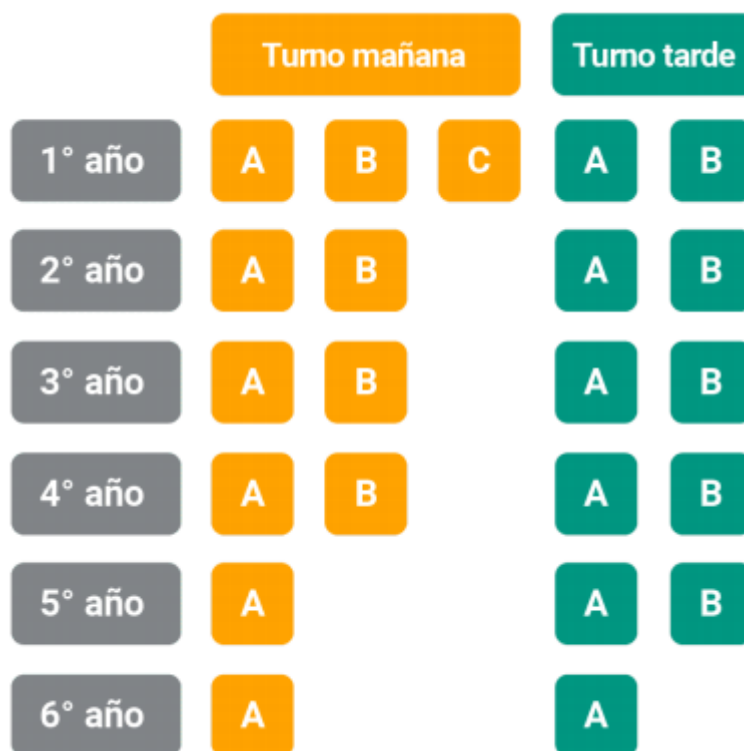 Turno mañana Turno tarde
1° año A B C A B
2° año A B A B
3° año A B A B
4° año A B A B
5° año A A B
6° año A A